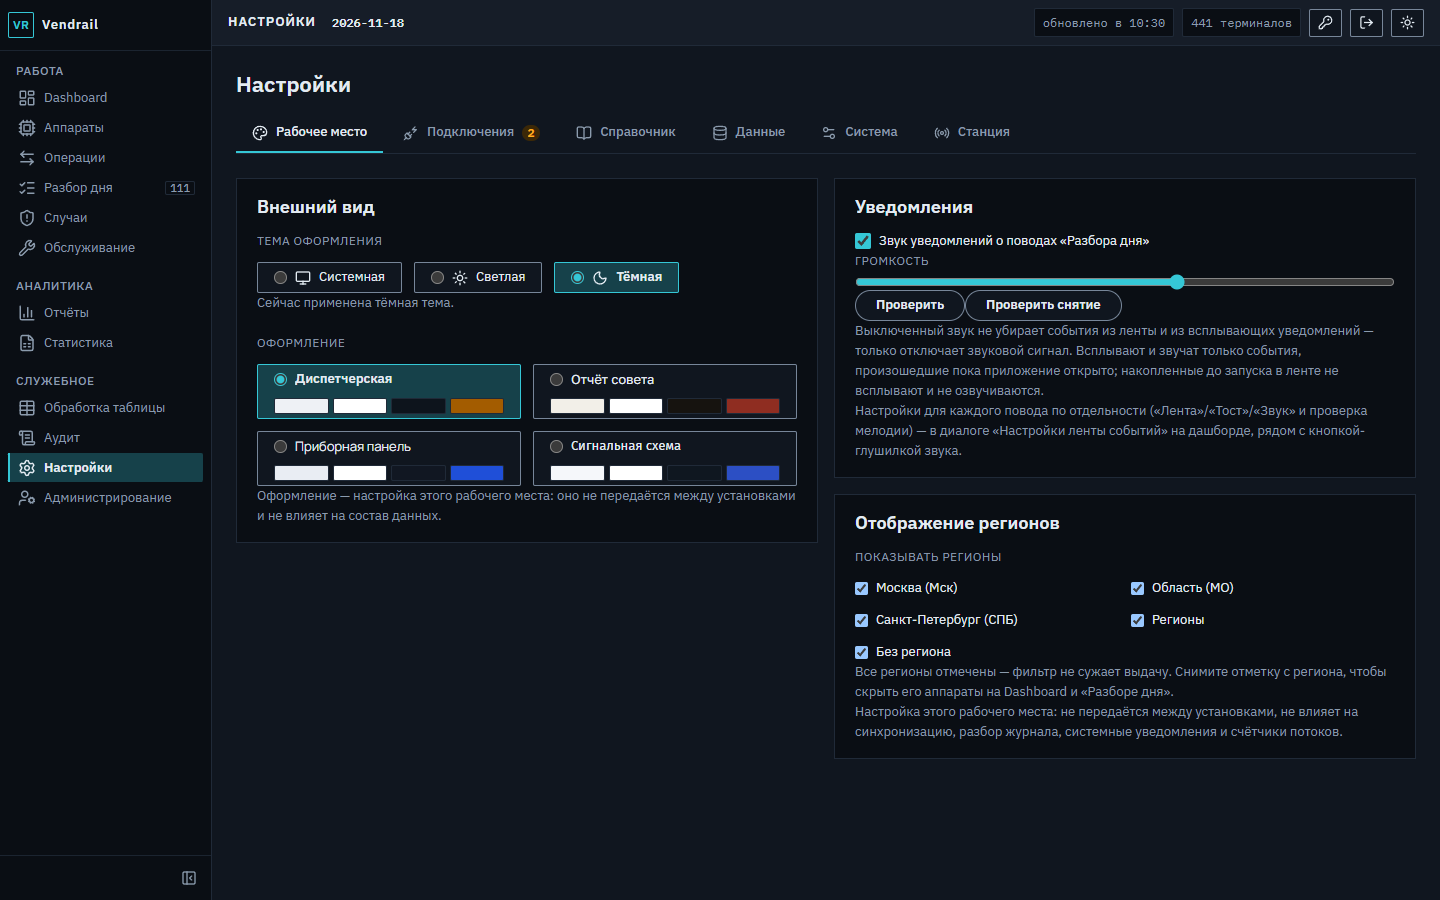 VR Vendrail
НАСТРОЙКИ 2026-11-18
обновлено в 10:30
441 терминалов
РАБОТА
Dashboard
Аппараты
Операции
Разбор дня 111
Случаи
Обслуживание
АНАЛИТИКА
Отчёты
Статистика
СЛУЖЕБНОЕ
Обработка таблицы
Аудит
Настройки
Администрирование
Настройки
Рабочее место
Подключения 2
Справочник
Данные
Система
Станция
Внешний вид
ТЕМА ОФОРМЛЕНИЯ
Системная
Светлая
Тёмная
Сейчас применена тёмная тема.
ОФОРМЛЕНИЕ
Диспетчерская
Отчёт совета
Приборная панель
Сигнальная схема
Оформление — настройка этого рабочего места: оно не передаётся между установками
и не влияет на состав данных.
Уведомления
Звук уведомлений о поводах «Разбора дня»
ГРОМКОСТЬ
Проверить
Проверить снятие
Выключенный звук не убирает события из ленты и из всплывающих уведомлений —
только отключает звуковой сигнал. Всплывают и звучат только события,
произошедшие пока приложение открыто; накопленные до запуска в ленте не
всплывают и не озвучиваются.
Настройки для каждого повода по отдельности («Лента»/«Тост»/«Звук» и проверка
мелодии) — в диалоге «Настройки ленты событий» на дашборде, рядом с кнопкой-
глушилкой звука.
Отображение регионов
ПОКАЗЫВАТЬ РЕГИОНЫ
Москва (Мск)
Область (МО)
Санкт-Петербург (СПБ)
Регионы
Без региона
Все регионы отмечены — фильтр не сужает выдачу. Снимите отметку с региона, чтобы
скрыть его аппараты на Dashboard и «Разборе дня».
Настройка этого рабочего места: не передаётся между установками, не влияет на
синхронизацию, разбор журнала, системные уведомления и счётчики потоков.